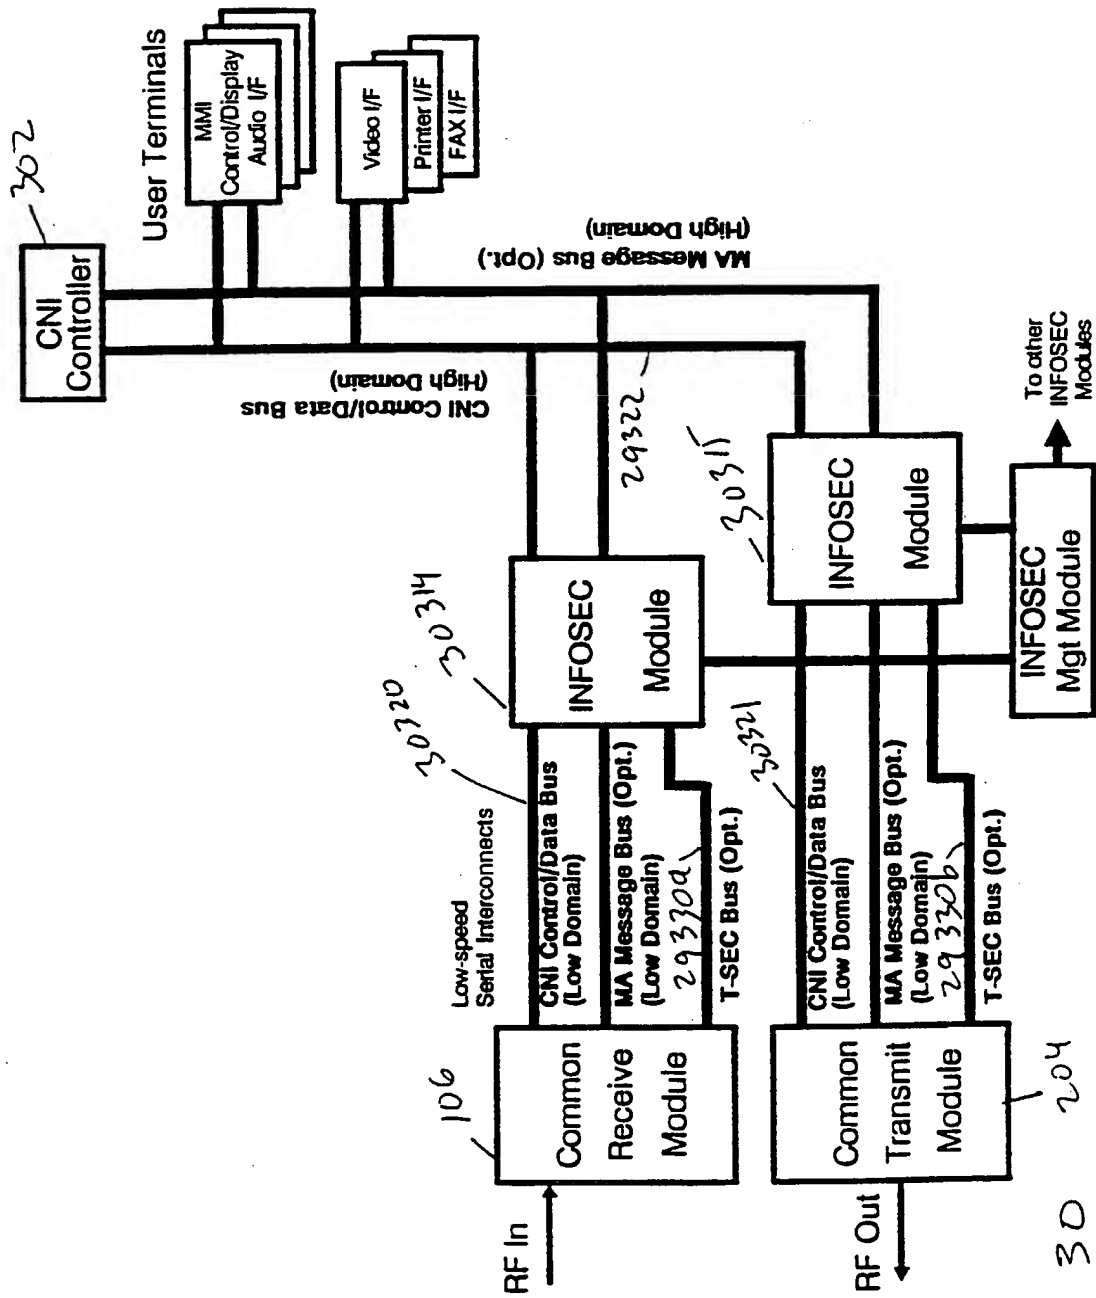 302
CNI
Controller
User Terminals
MMI
Control/Display
Audio I/F
Video I/F
Printer I/F
FAX I/F
CNI Control/Data Bus
(High Domain)
MA Message Bus (Opt.)
(High Domain)
29322
30314
30315
INFOSEC
Module
INFOSEC
Module
INFOSEC
Mgt Module
To other
INFOSEC
Modules
30320
Low-speed
Serial Interconnects
CNI Control/Data Bus
(Low Domain)
MA Message Bus (Opt.)
(Low Domain)
29330a
T-SEC Bus (Opt.)
30321
CNI Control/Data Bus
(Low Domain)
MA Message Bus (Opt.)
(Low Domain)
29330b
T-SEC Bus (Opt.)
106
Common
Receive
Module
RF In
Common
Transmit
Module
204
RF Out
30